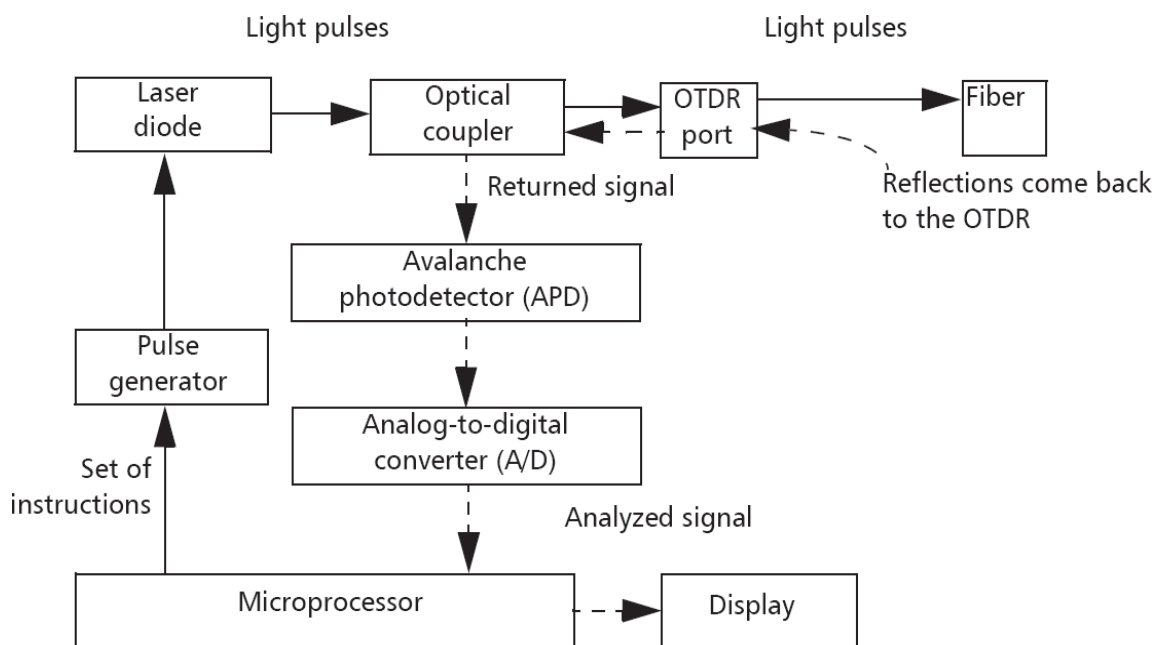 Light pulses
Light pulses
Laser
diode
Optical
coupler
OTDR
port
Fiber
Returned signal
Reflections come back
to the OTDR
Avalanche
photodetector (APD)
Pulse
generator
Analog-to-digital
converter (A/D)
Set of
instructions
Analyzed signal
Microprocessor
Display